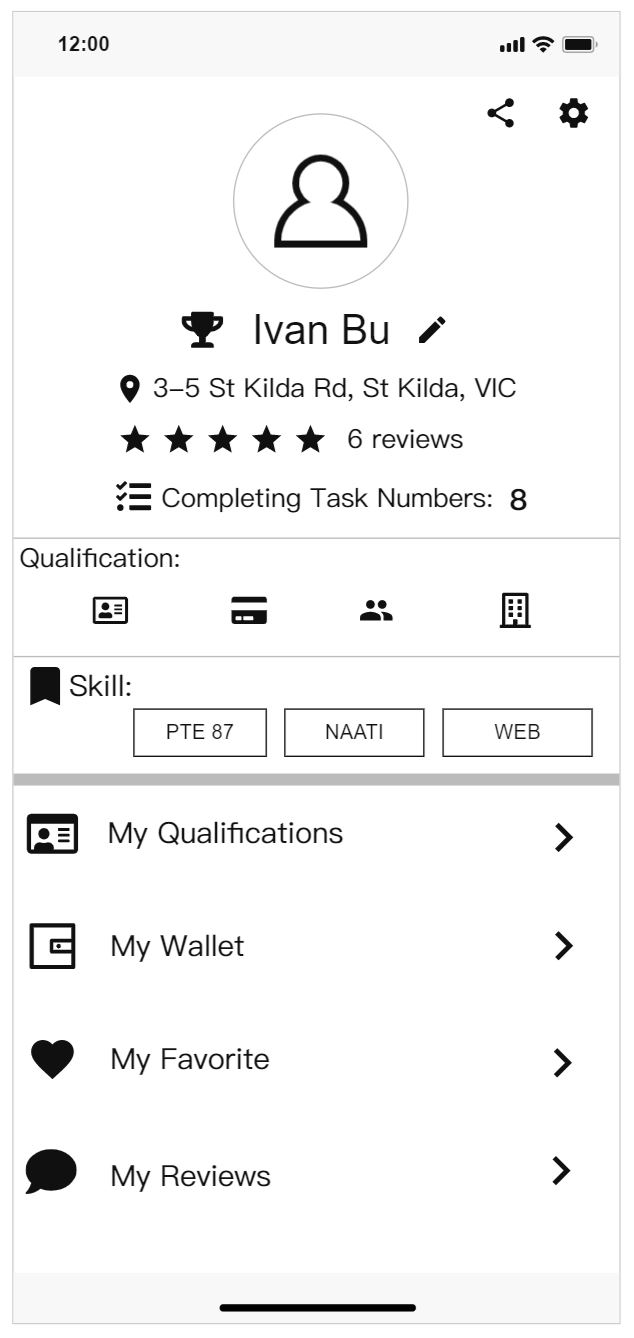 12:00
Ivan Bu
3–5 St Kilda Rd, St Kilda, VIC
6 reviews
Completing Task Numbers: 8
Qualification:
Skill:
PTE 87 NAATI WEB
My Qualifications
My Wallet
My Favorite
My Reviews